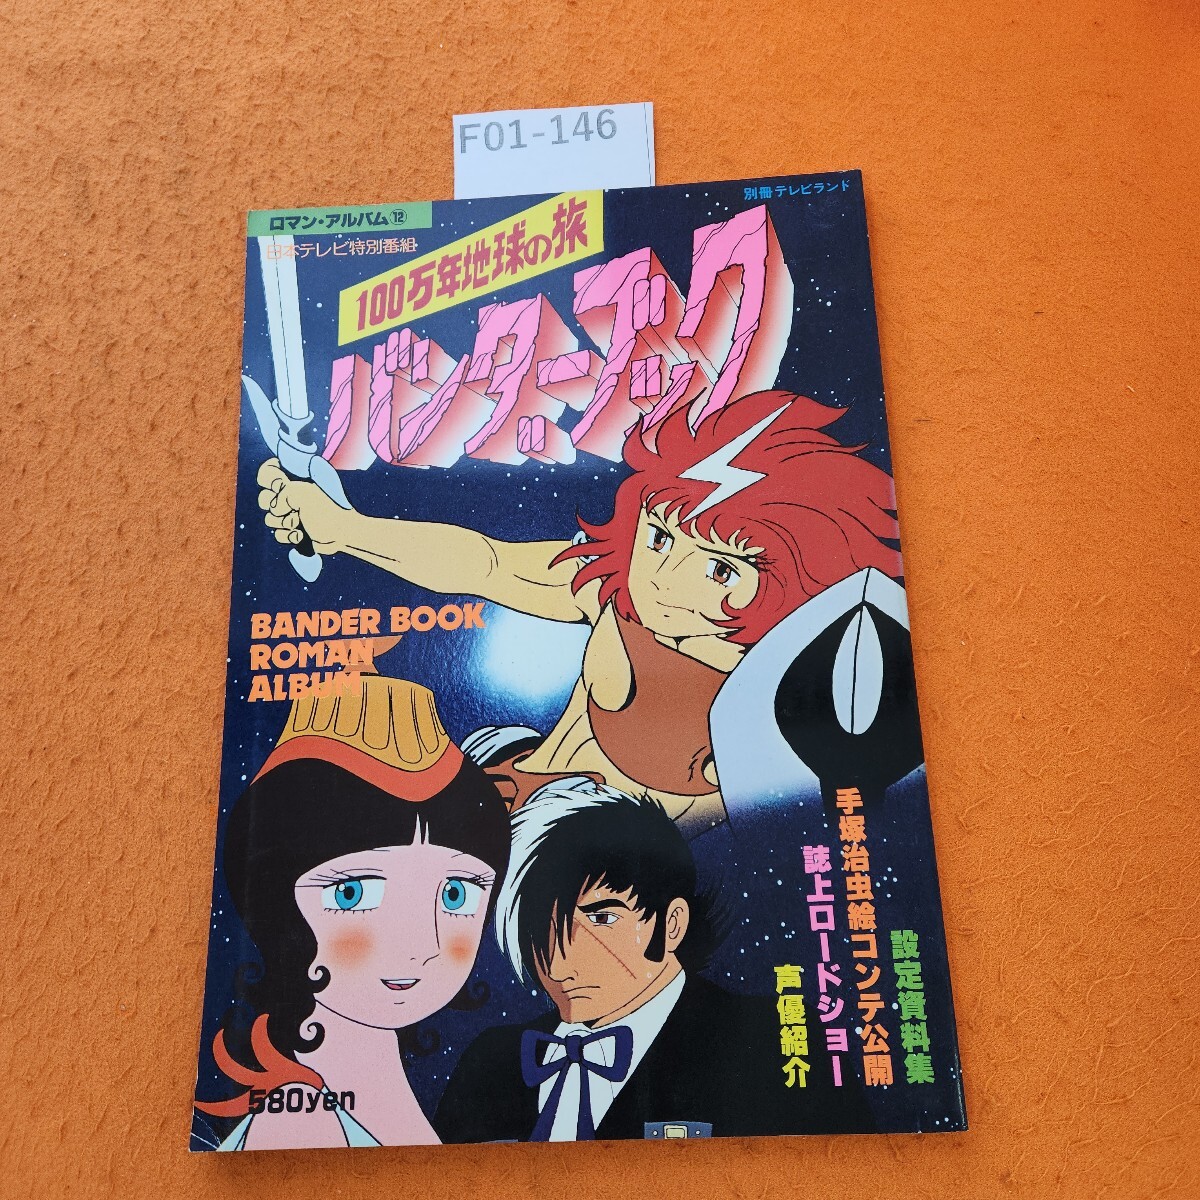 F01-146
別冊テレビランド
ロマン・アルバム⑫
日本テレビ特別番組
100万年地球の旅
バンダーブック
BANDER BOOK
ROMAN
ALBUM
設定資料集
手塚治虫絵コンテ公開
誌上ロードショー
声優紹介
580yen